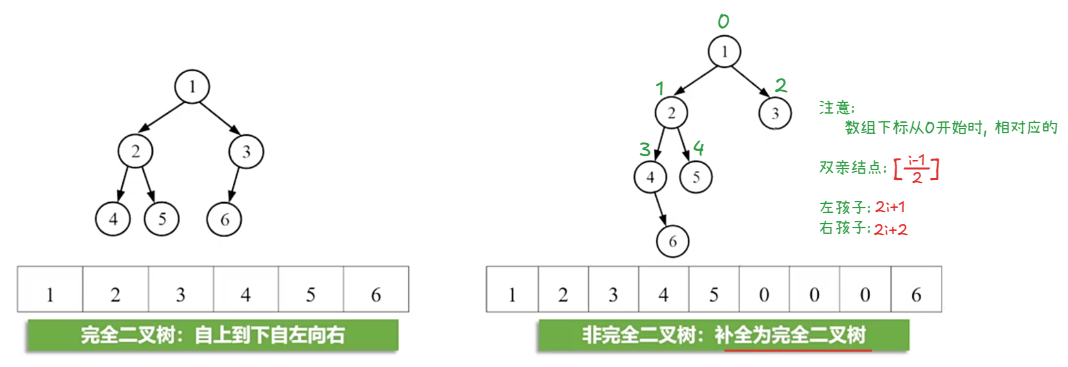 1
2
3
4
5
6
1 2 3 4 5 6
完全二叉树：自上到下自左向右
0
1
1
2
2
3
3
4
4
5
6
注意:
数组下标从0开始时, 相对应的
双亲结点: [(i-1)/2]
左孩子: 2i+1
右孩子: 2i+2
1 2 3 4 5 0 0 0 6
非完全二叉树：补全为完全二叉树